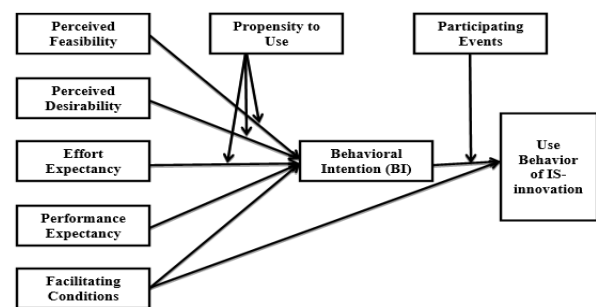 Perceived
Feasibility
Propensity to
Use
Participating
Events
Perceived
Desirability
Effort
Expectancy
Behavioral
Intention (BI)
Use
Behavior
of IS-
innovation
Performance
Expectancy
Facilitating
Conditions